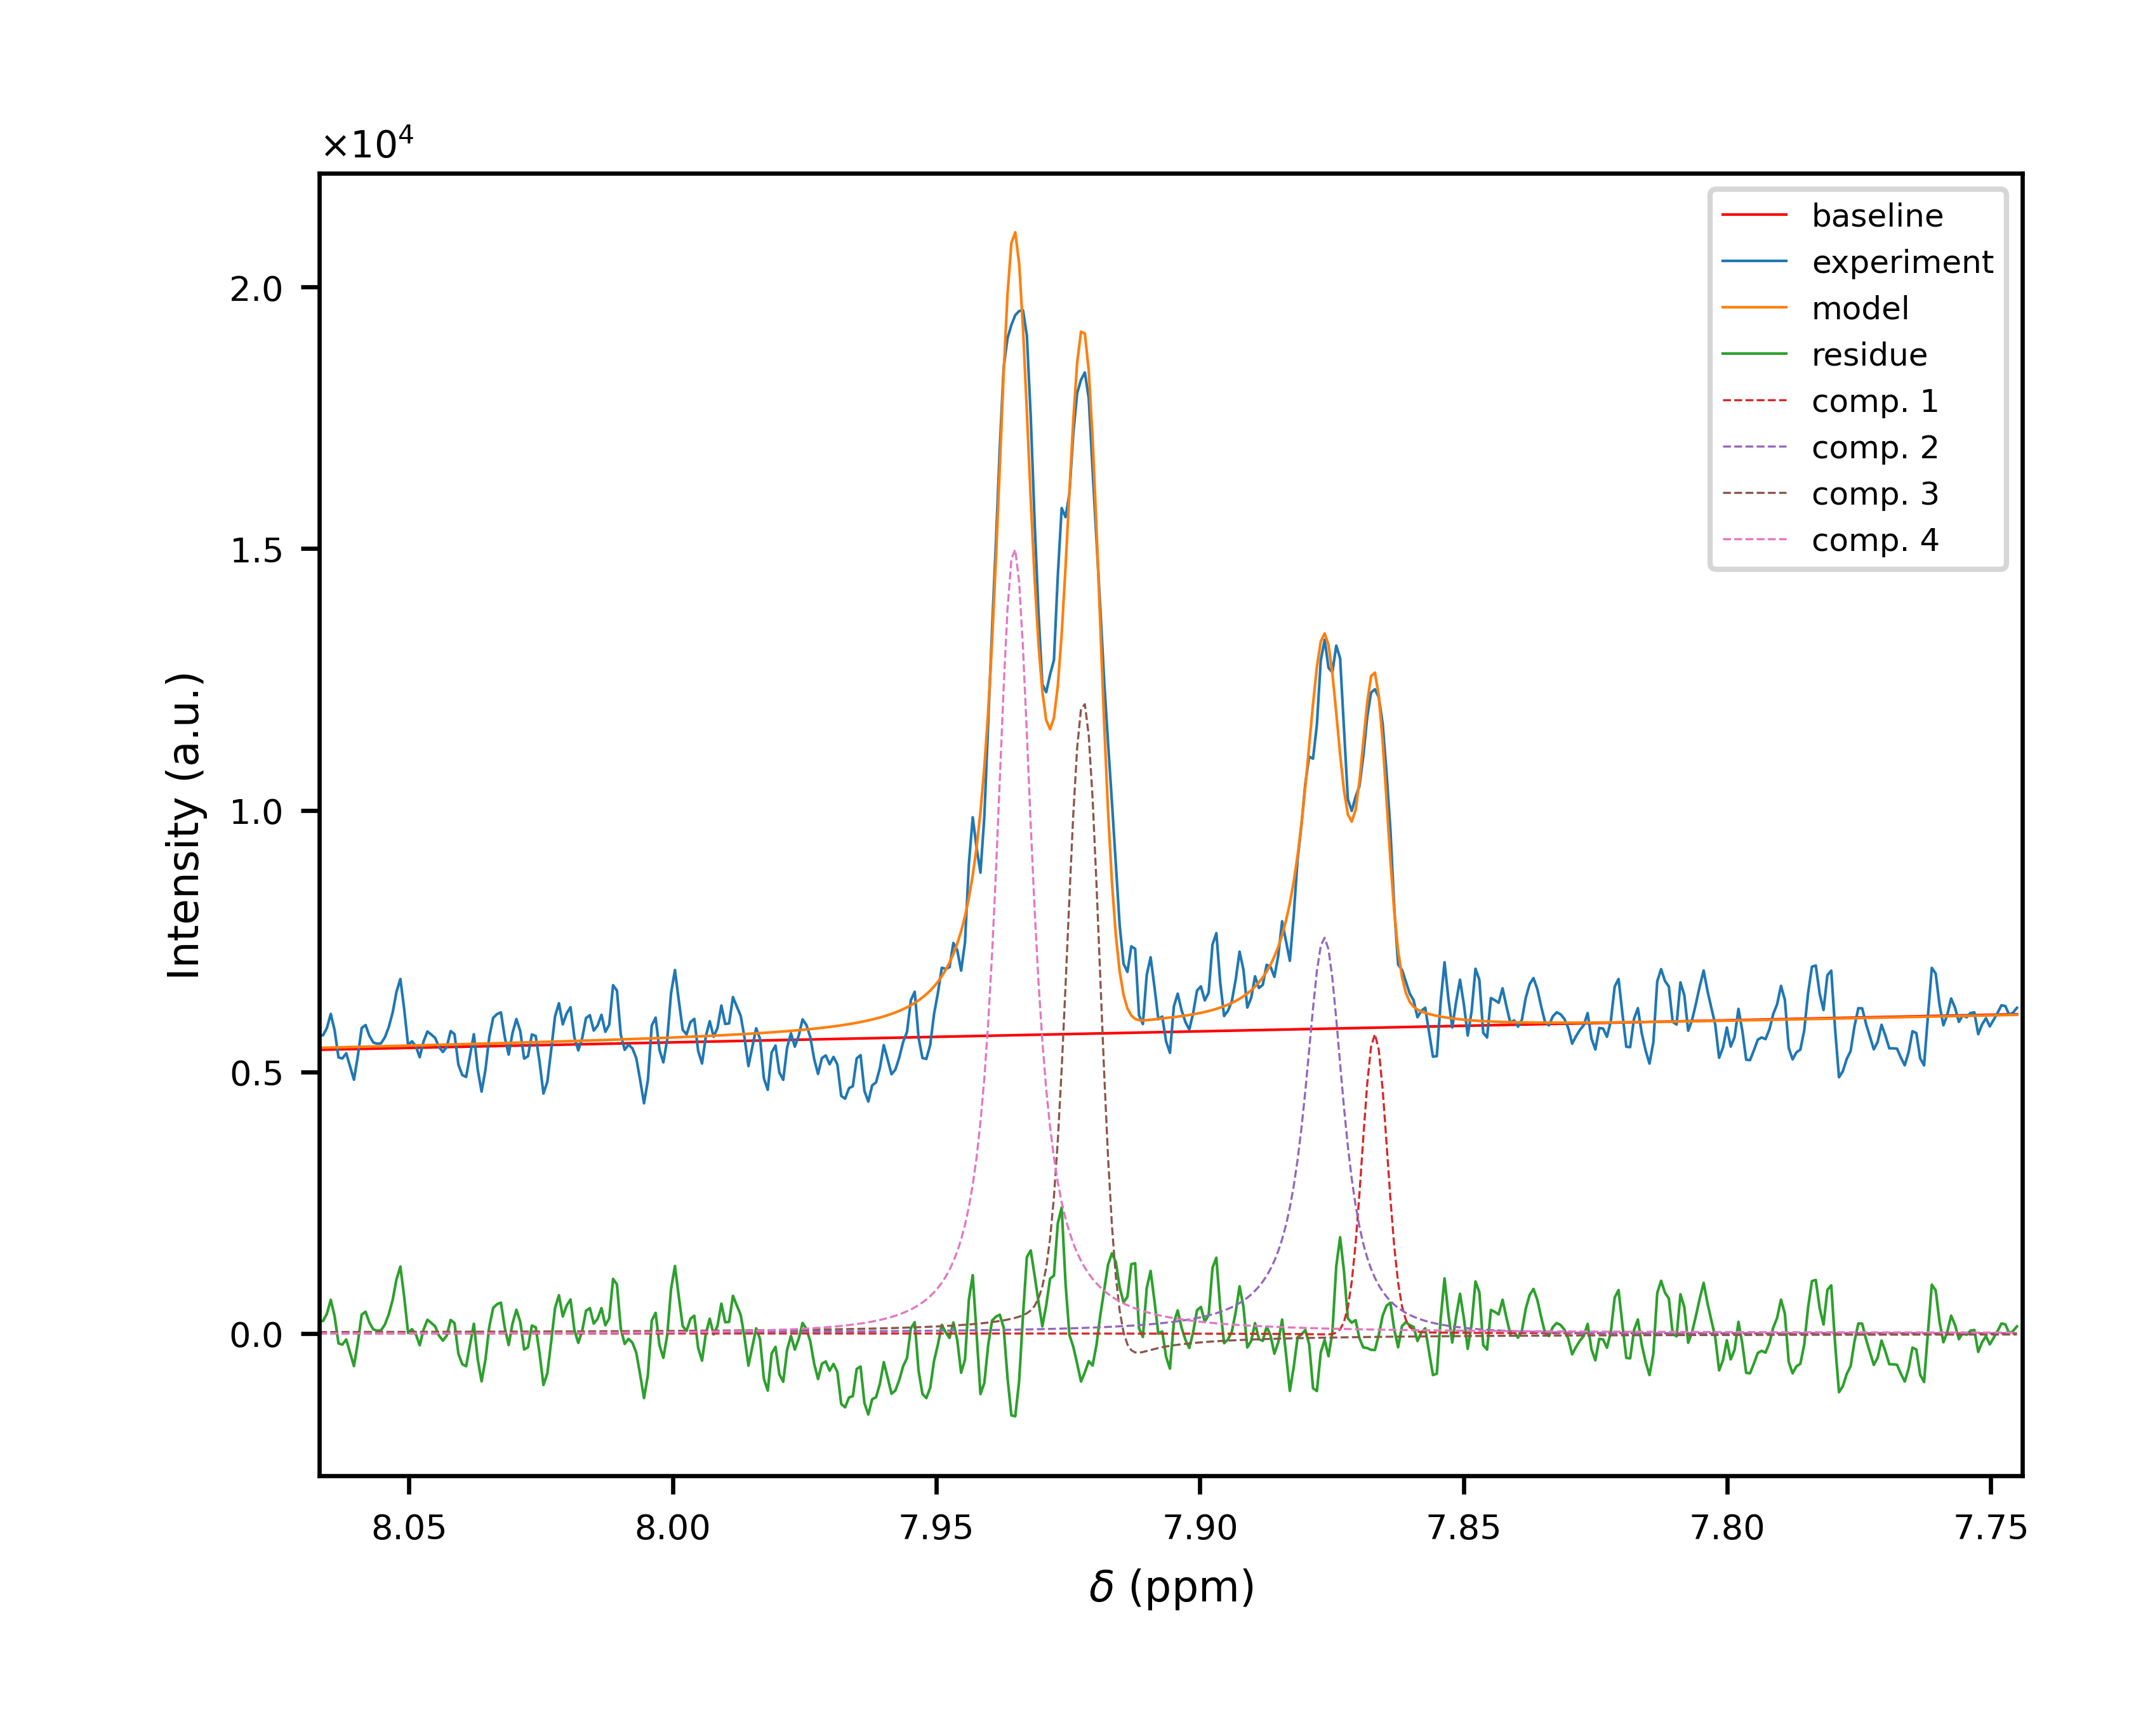 ×10⁴
Intensity (a.u.)
2.0
1.5
1.0
0.5
0.0
baseline
experiment
model
residue
comp. 1
comp. 2
comp. 3
comp. 4
8.05 8.00 7.95 7.90 7.85 7.80 7.75
δ (ppm)